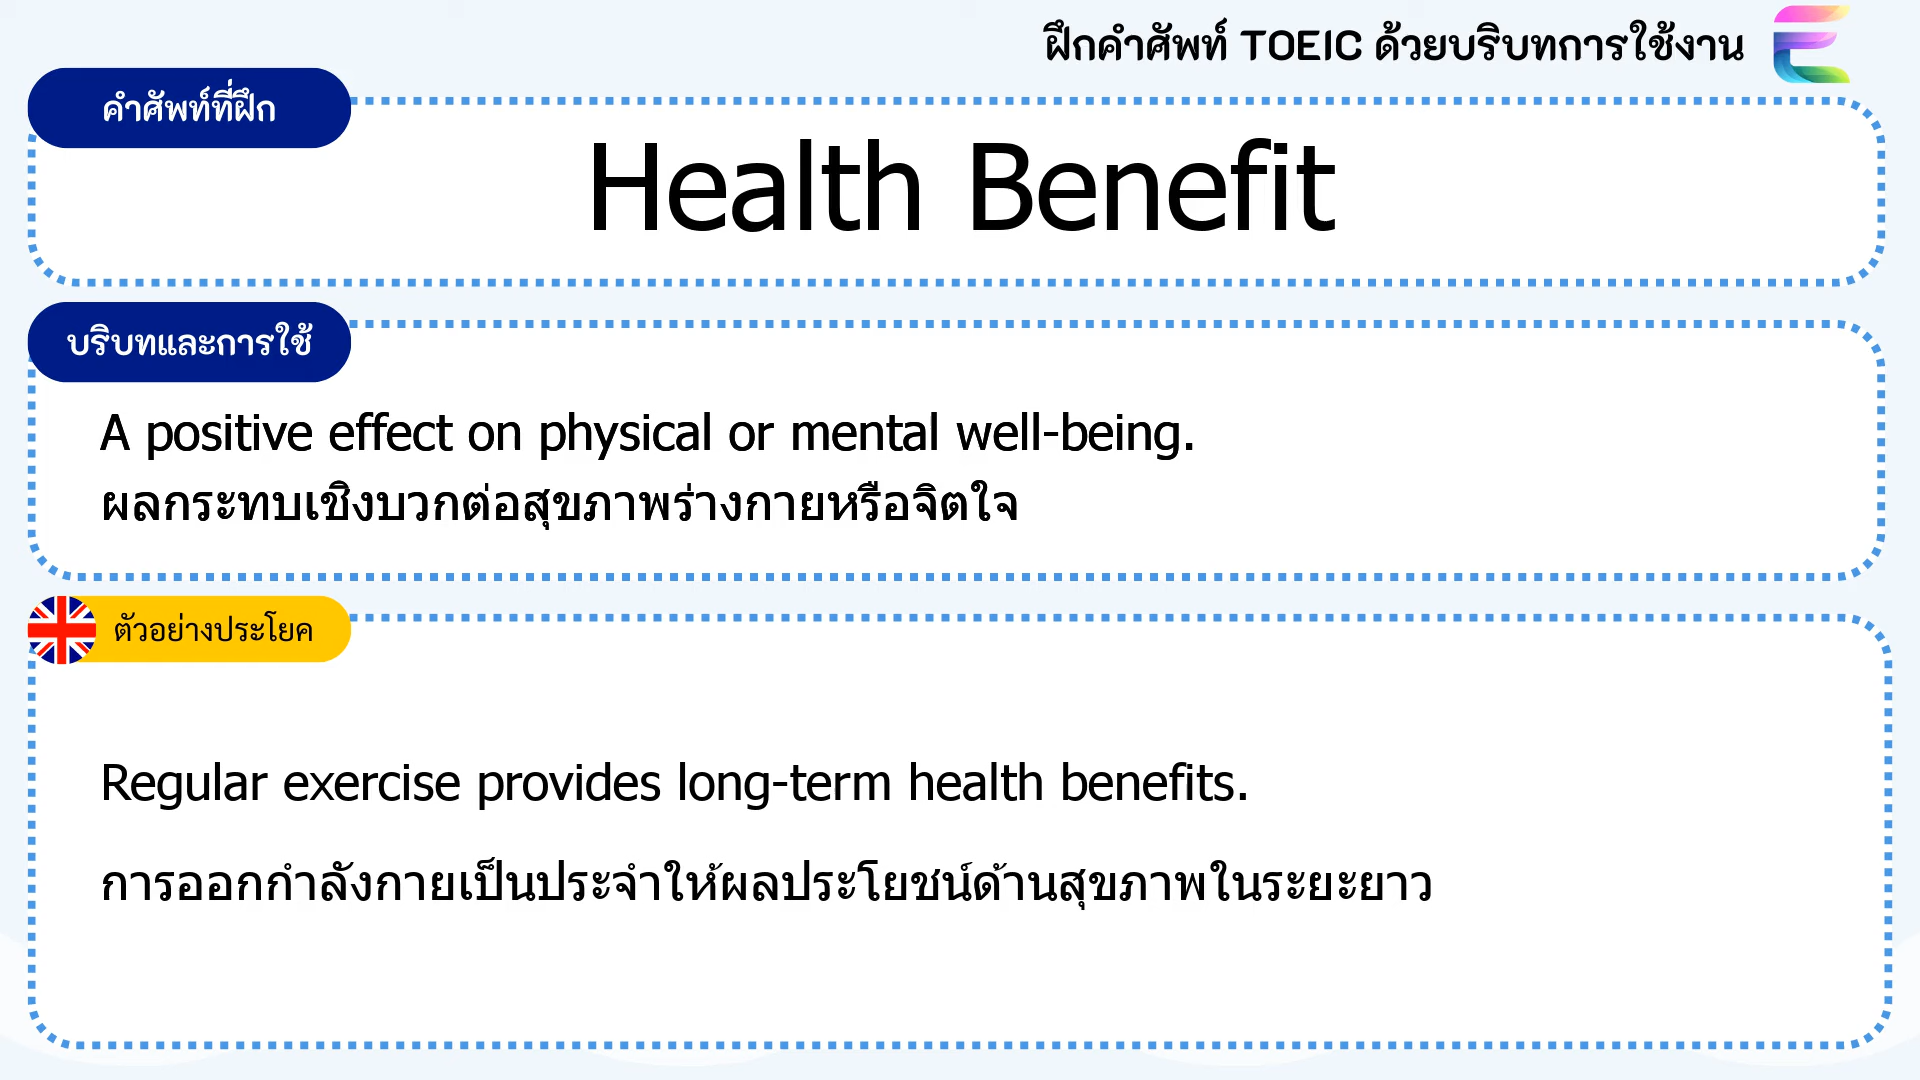 ฝึกคำศัพท์ TOEIC ด้วยบริบทการใช้งาน
คำศัพท์ที่ฝึก
Health Benefit
บริบทและการใช้
A positive effect on physical or mental well-being.
ผลกระทบเชิงบวกต่อสุขภาพร่างกายหรือจิตใจ
ตัวอย่างประโยค
Regular exercise provides long-term health benefits.
การออกกำลังกายเป็นประจำให้ผลประโยชน์ด้านสุขภาพในระยะยาว